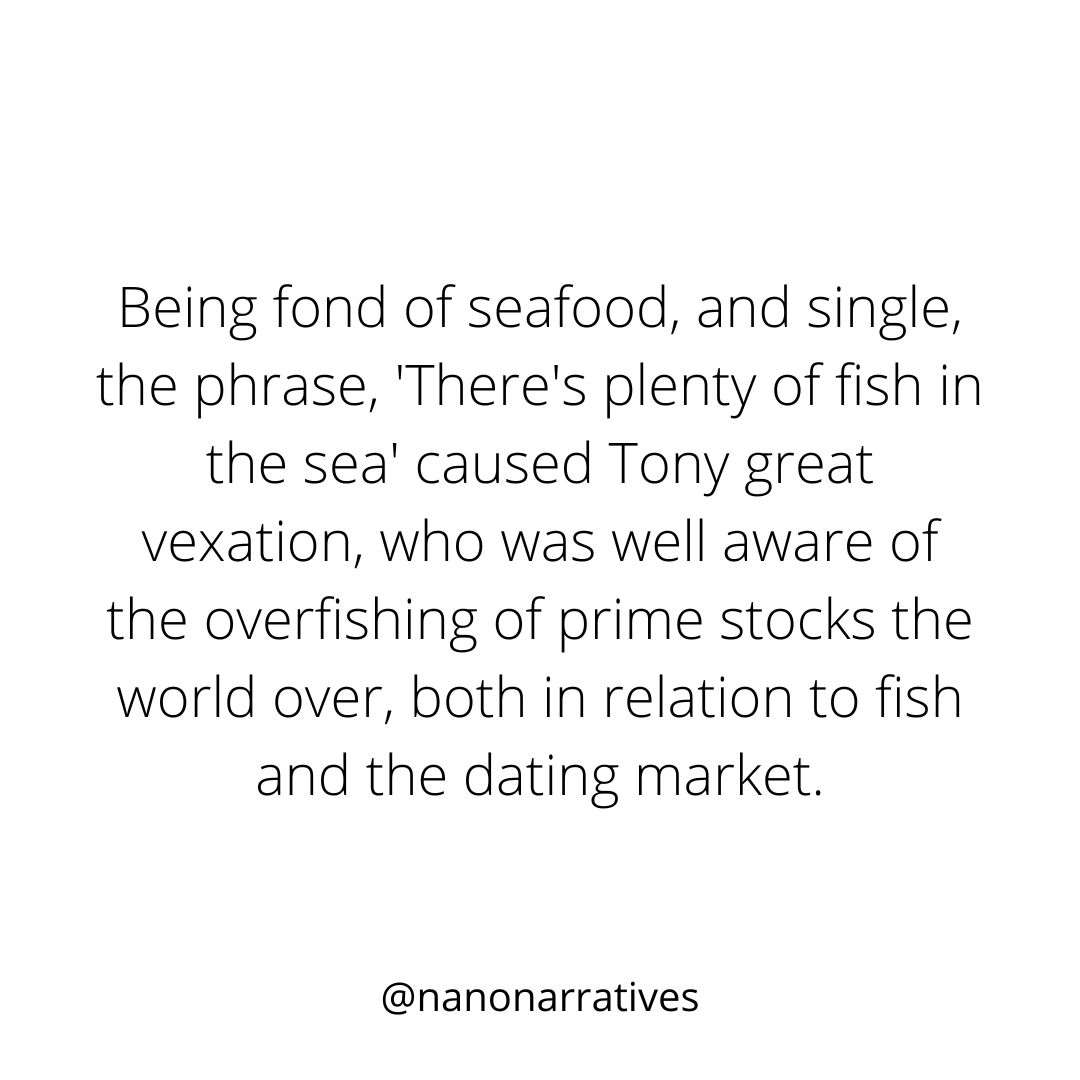 Being fond of seafood, and single,
the phrase, 'There's plenty of fish in
the sea' caused Tony great
vexation, who was well aware of
the overfishing of prime stocks the
world over, both in relation to fish
and the dating market.
@nanonarratives